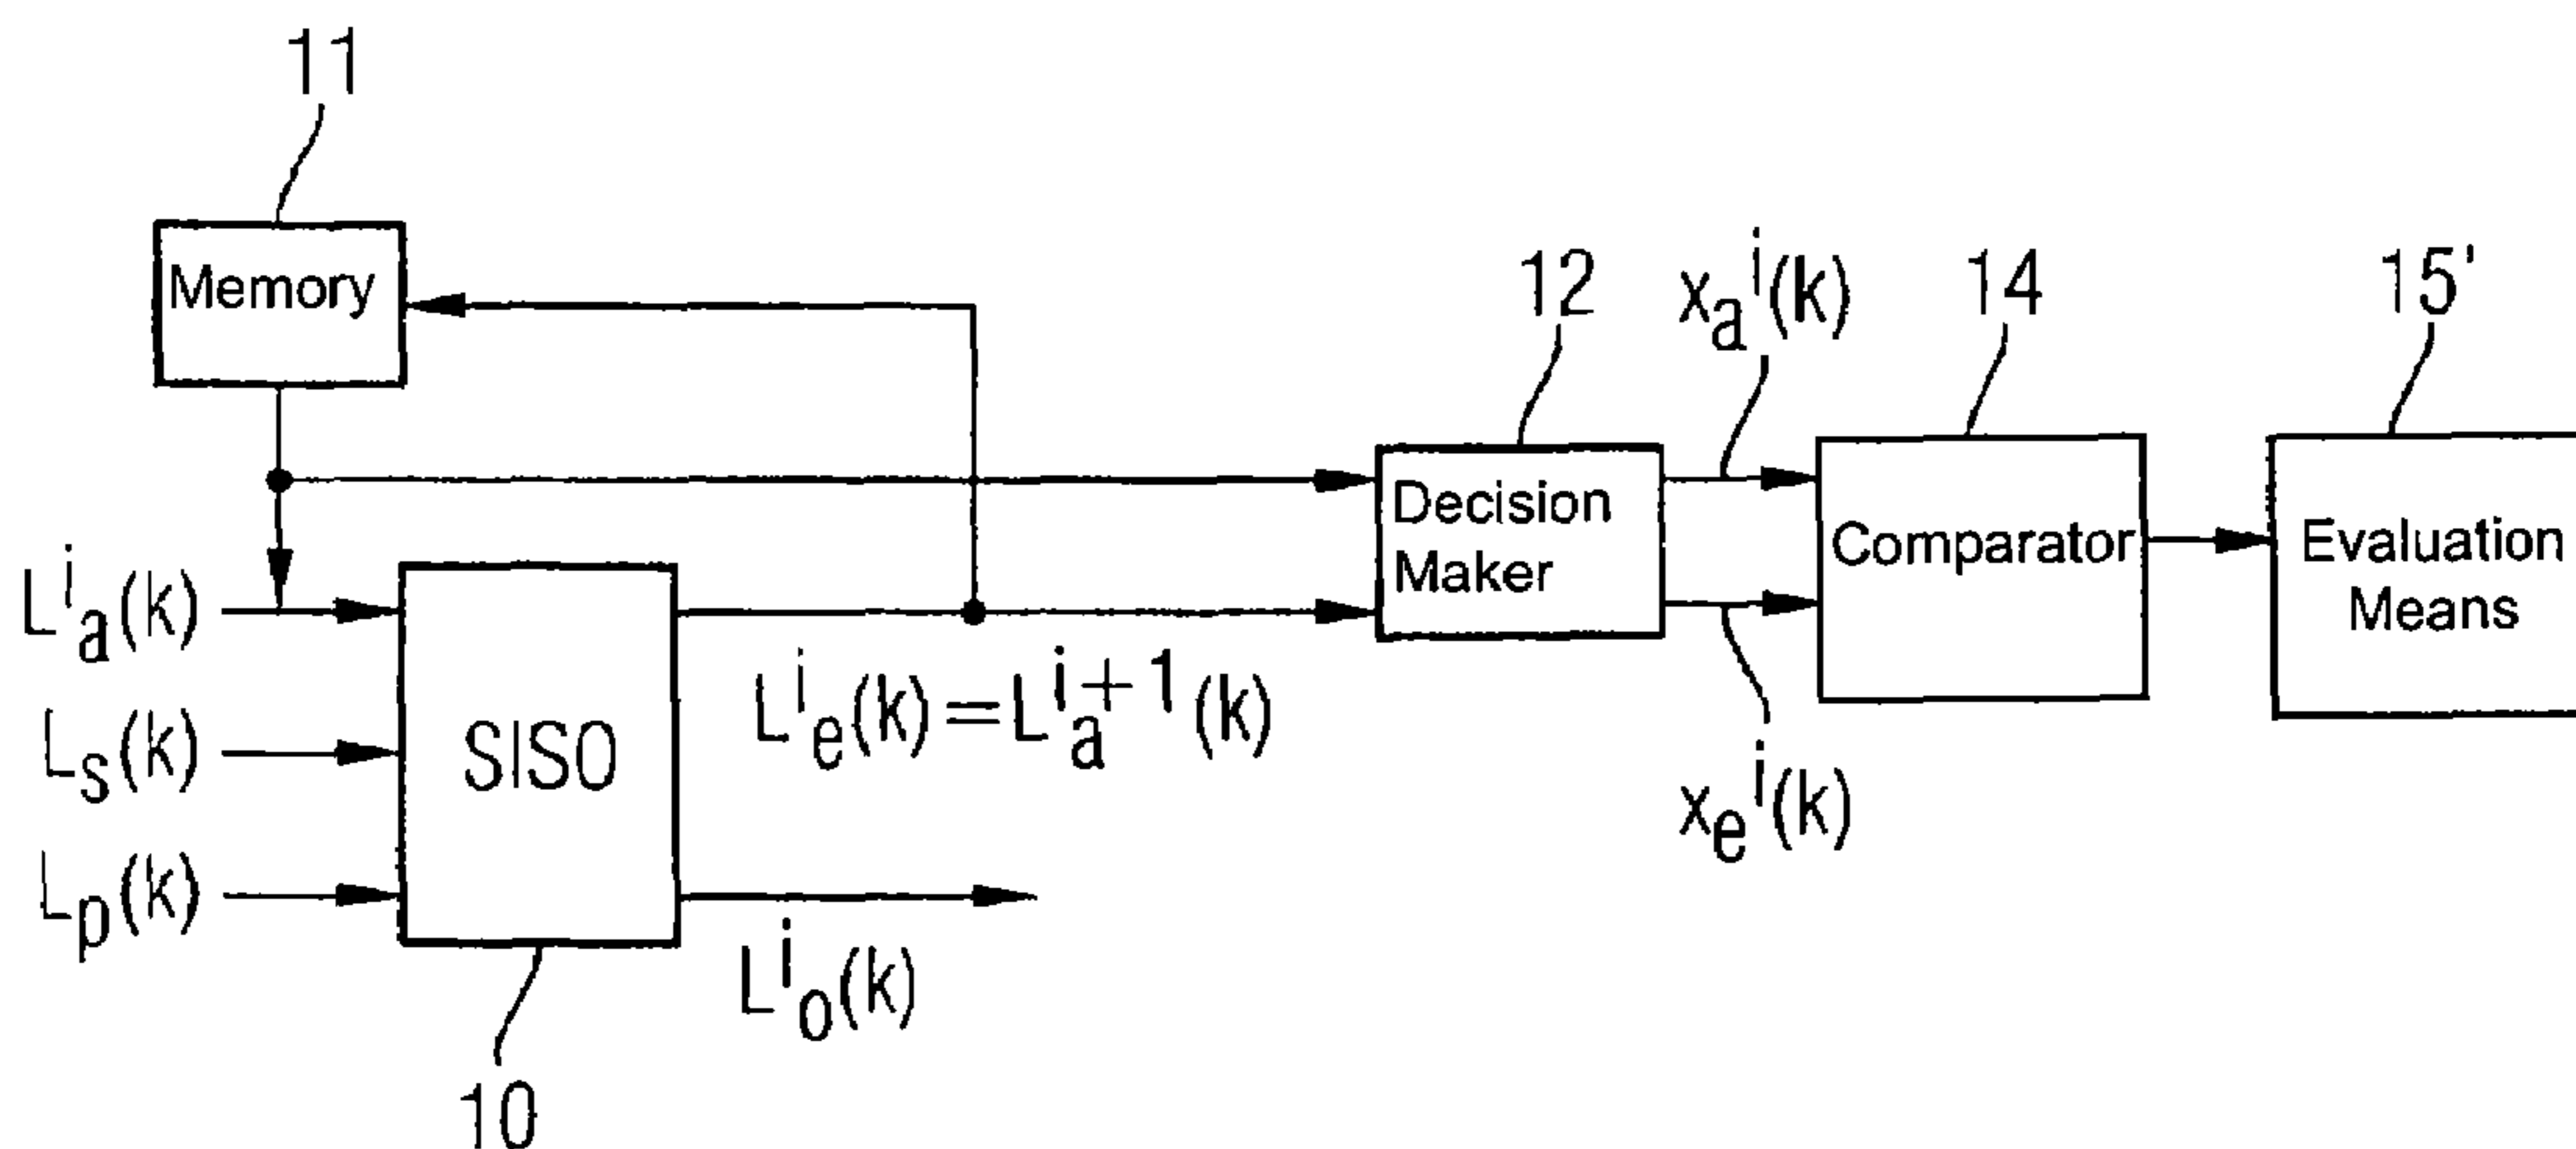 11
Memory
12
x_a^i(k)
14
15'
Decision
Maker
Comparator
Evaluation
Means
L^i_a(k)
L_s(k)
SISO
L^i_e(k)=L_a^{i+1}(k)
x_e^i(k)
L_p(k)
L^i_o(k)
10